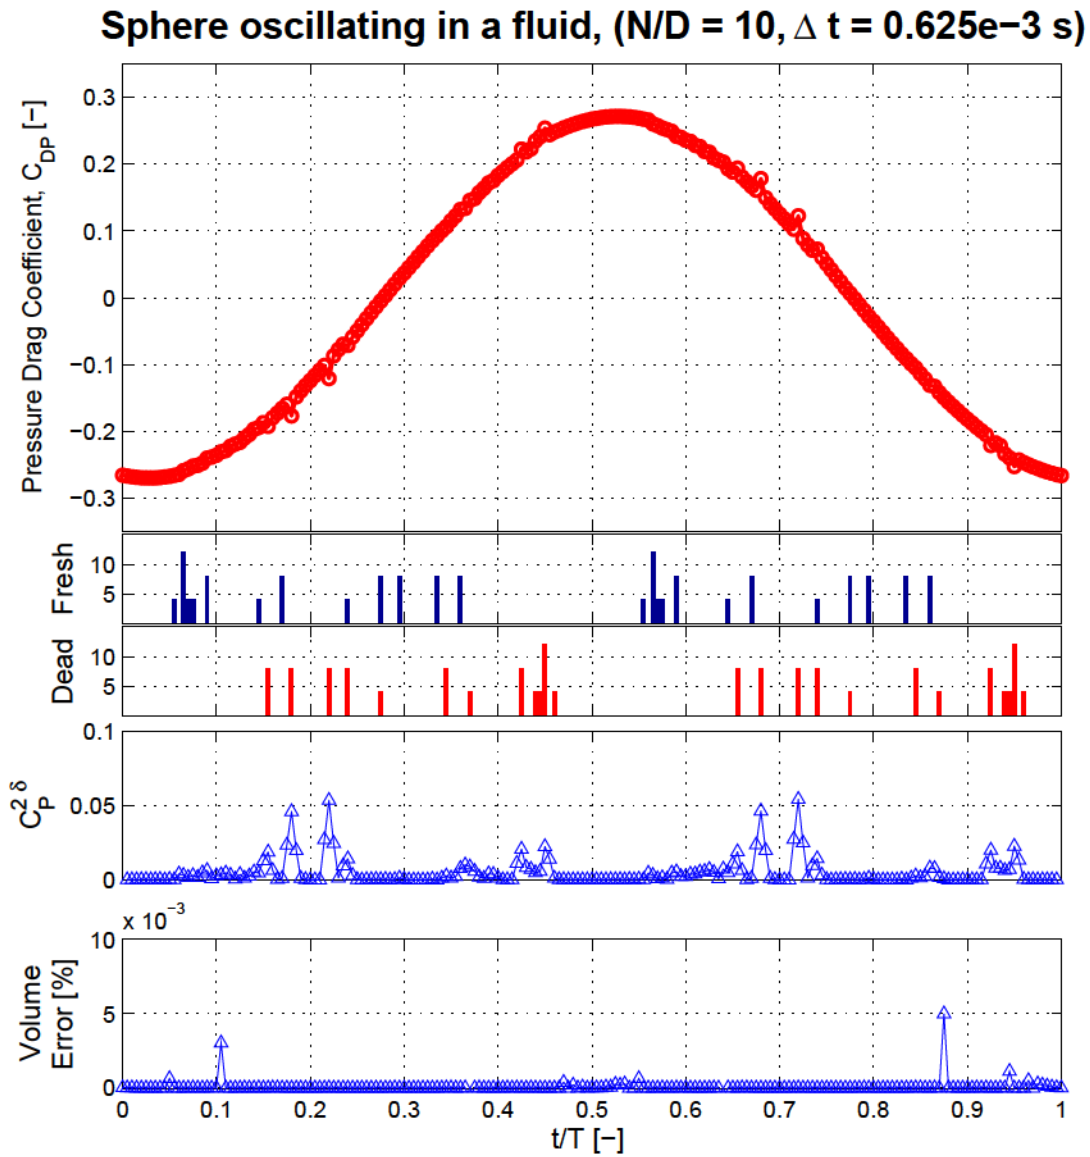 Sphere oscillating in a fluid, (N/D = 10, Δ t = 0.625e−3 s)
Pressure Drag Coefficient, C_DP [−]
0.3
0.2
0.1
0
−0.1
−0.2
−0.3
Fresh
10
5
Dead
10
5
C_P^2 δ
0.1
0.05
0
x 10^−3
Volume
Error [%]
10
5
0
0 0.1 0.2 0.3 0.4 0.5 0.6 0.7 0.8 0.9 1
t/T [−]